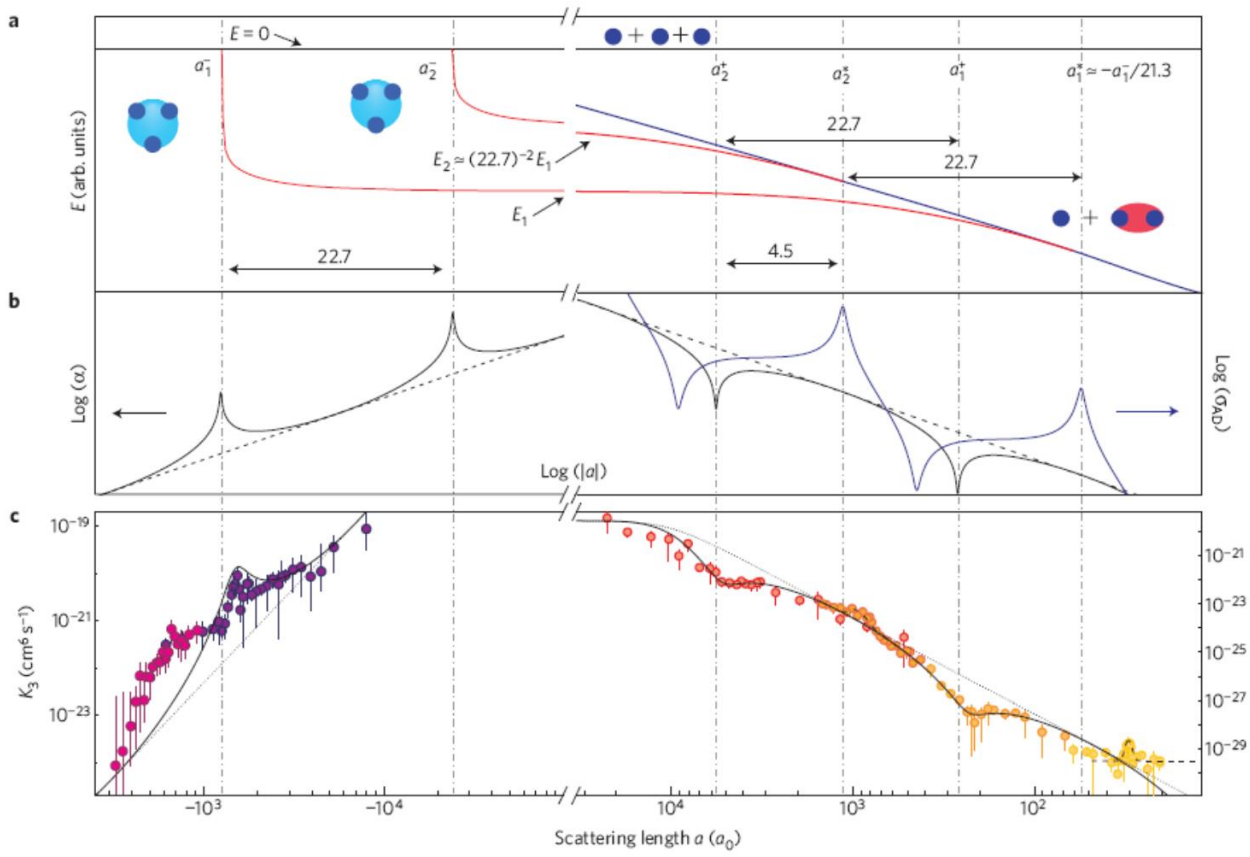 a
E = 0
+ +
a₁⁻
a₂⁻
a₂⁺
a₂*
a₁⁺
a₁* ≃ −a₁⁻/21.3
E (arb. units)
22.7
E₂ ≃ (22.7)⁻² E₁
22.7
E₁
+
22.7
4.5
b
Log (α)
Log (σAD)
Log (|a|)
c
K₃ (cm⁶ s⁻¹)
10⁻¹⁹
10⁻²¹
10⁻²³
10⁻²¹
10⁻²³
10⁻²⁵
10⁻²⁷
10⁻²⁹
−10³
−10⁴
10⁴
10³
10²
Scattering length a (a₀)